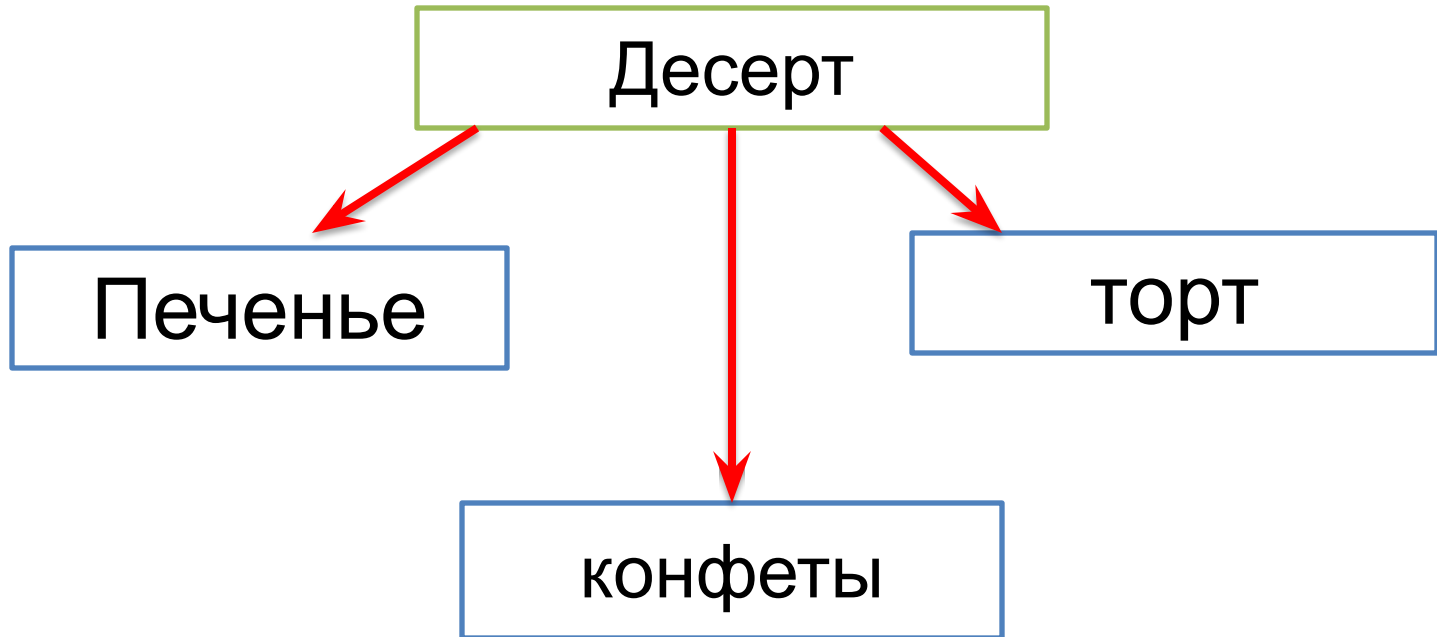 Десерт
Печенье
торт
конфеты